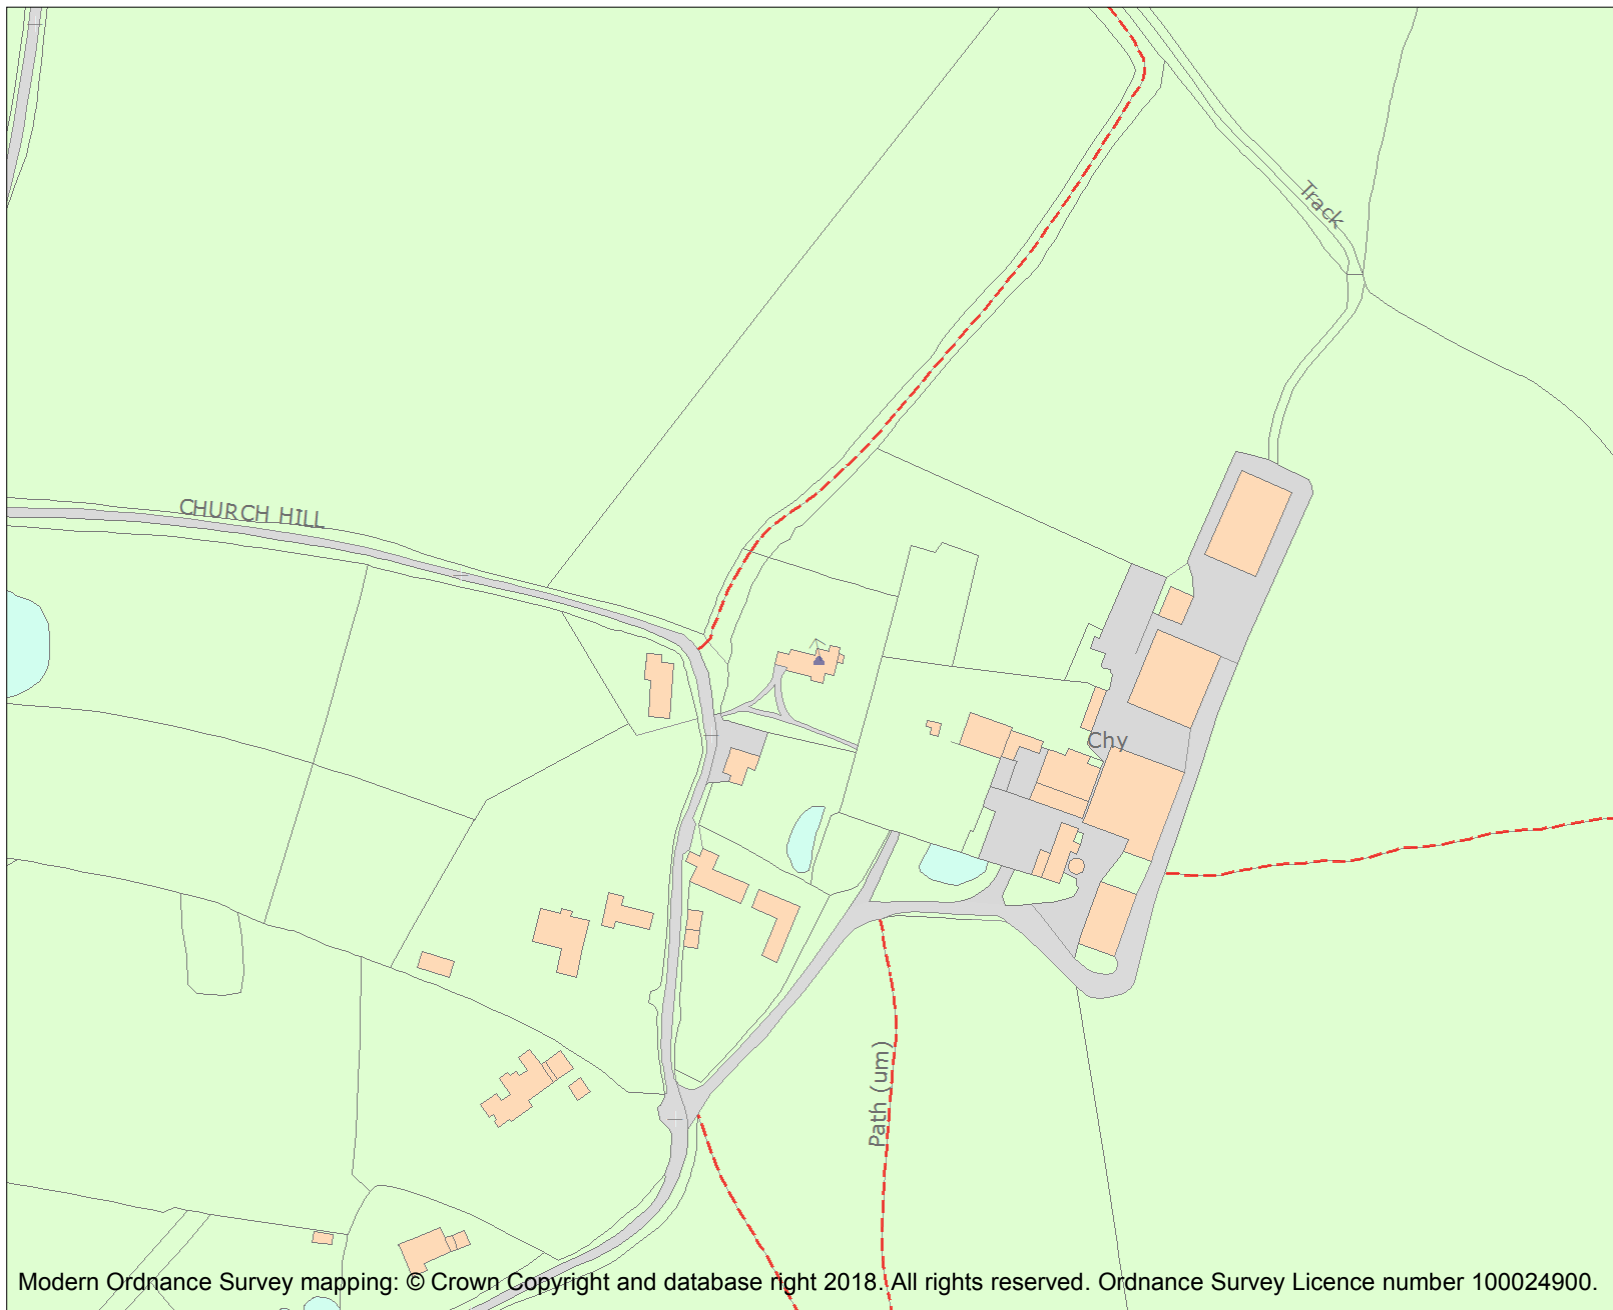 Track
CHURCH HILL
Chy
Path (um)
Modern Ordnance Survey mapping: © Crown Copyright and database right 2018. All rights reserved. Ordnance Survey Licence number 100024900.